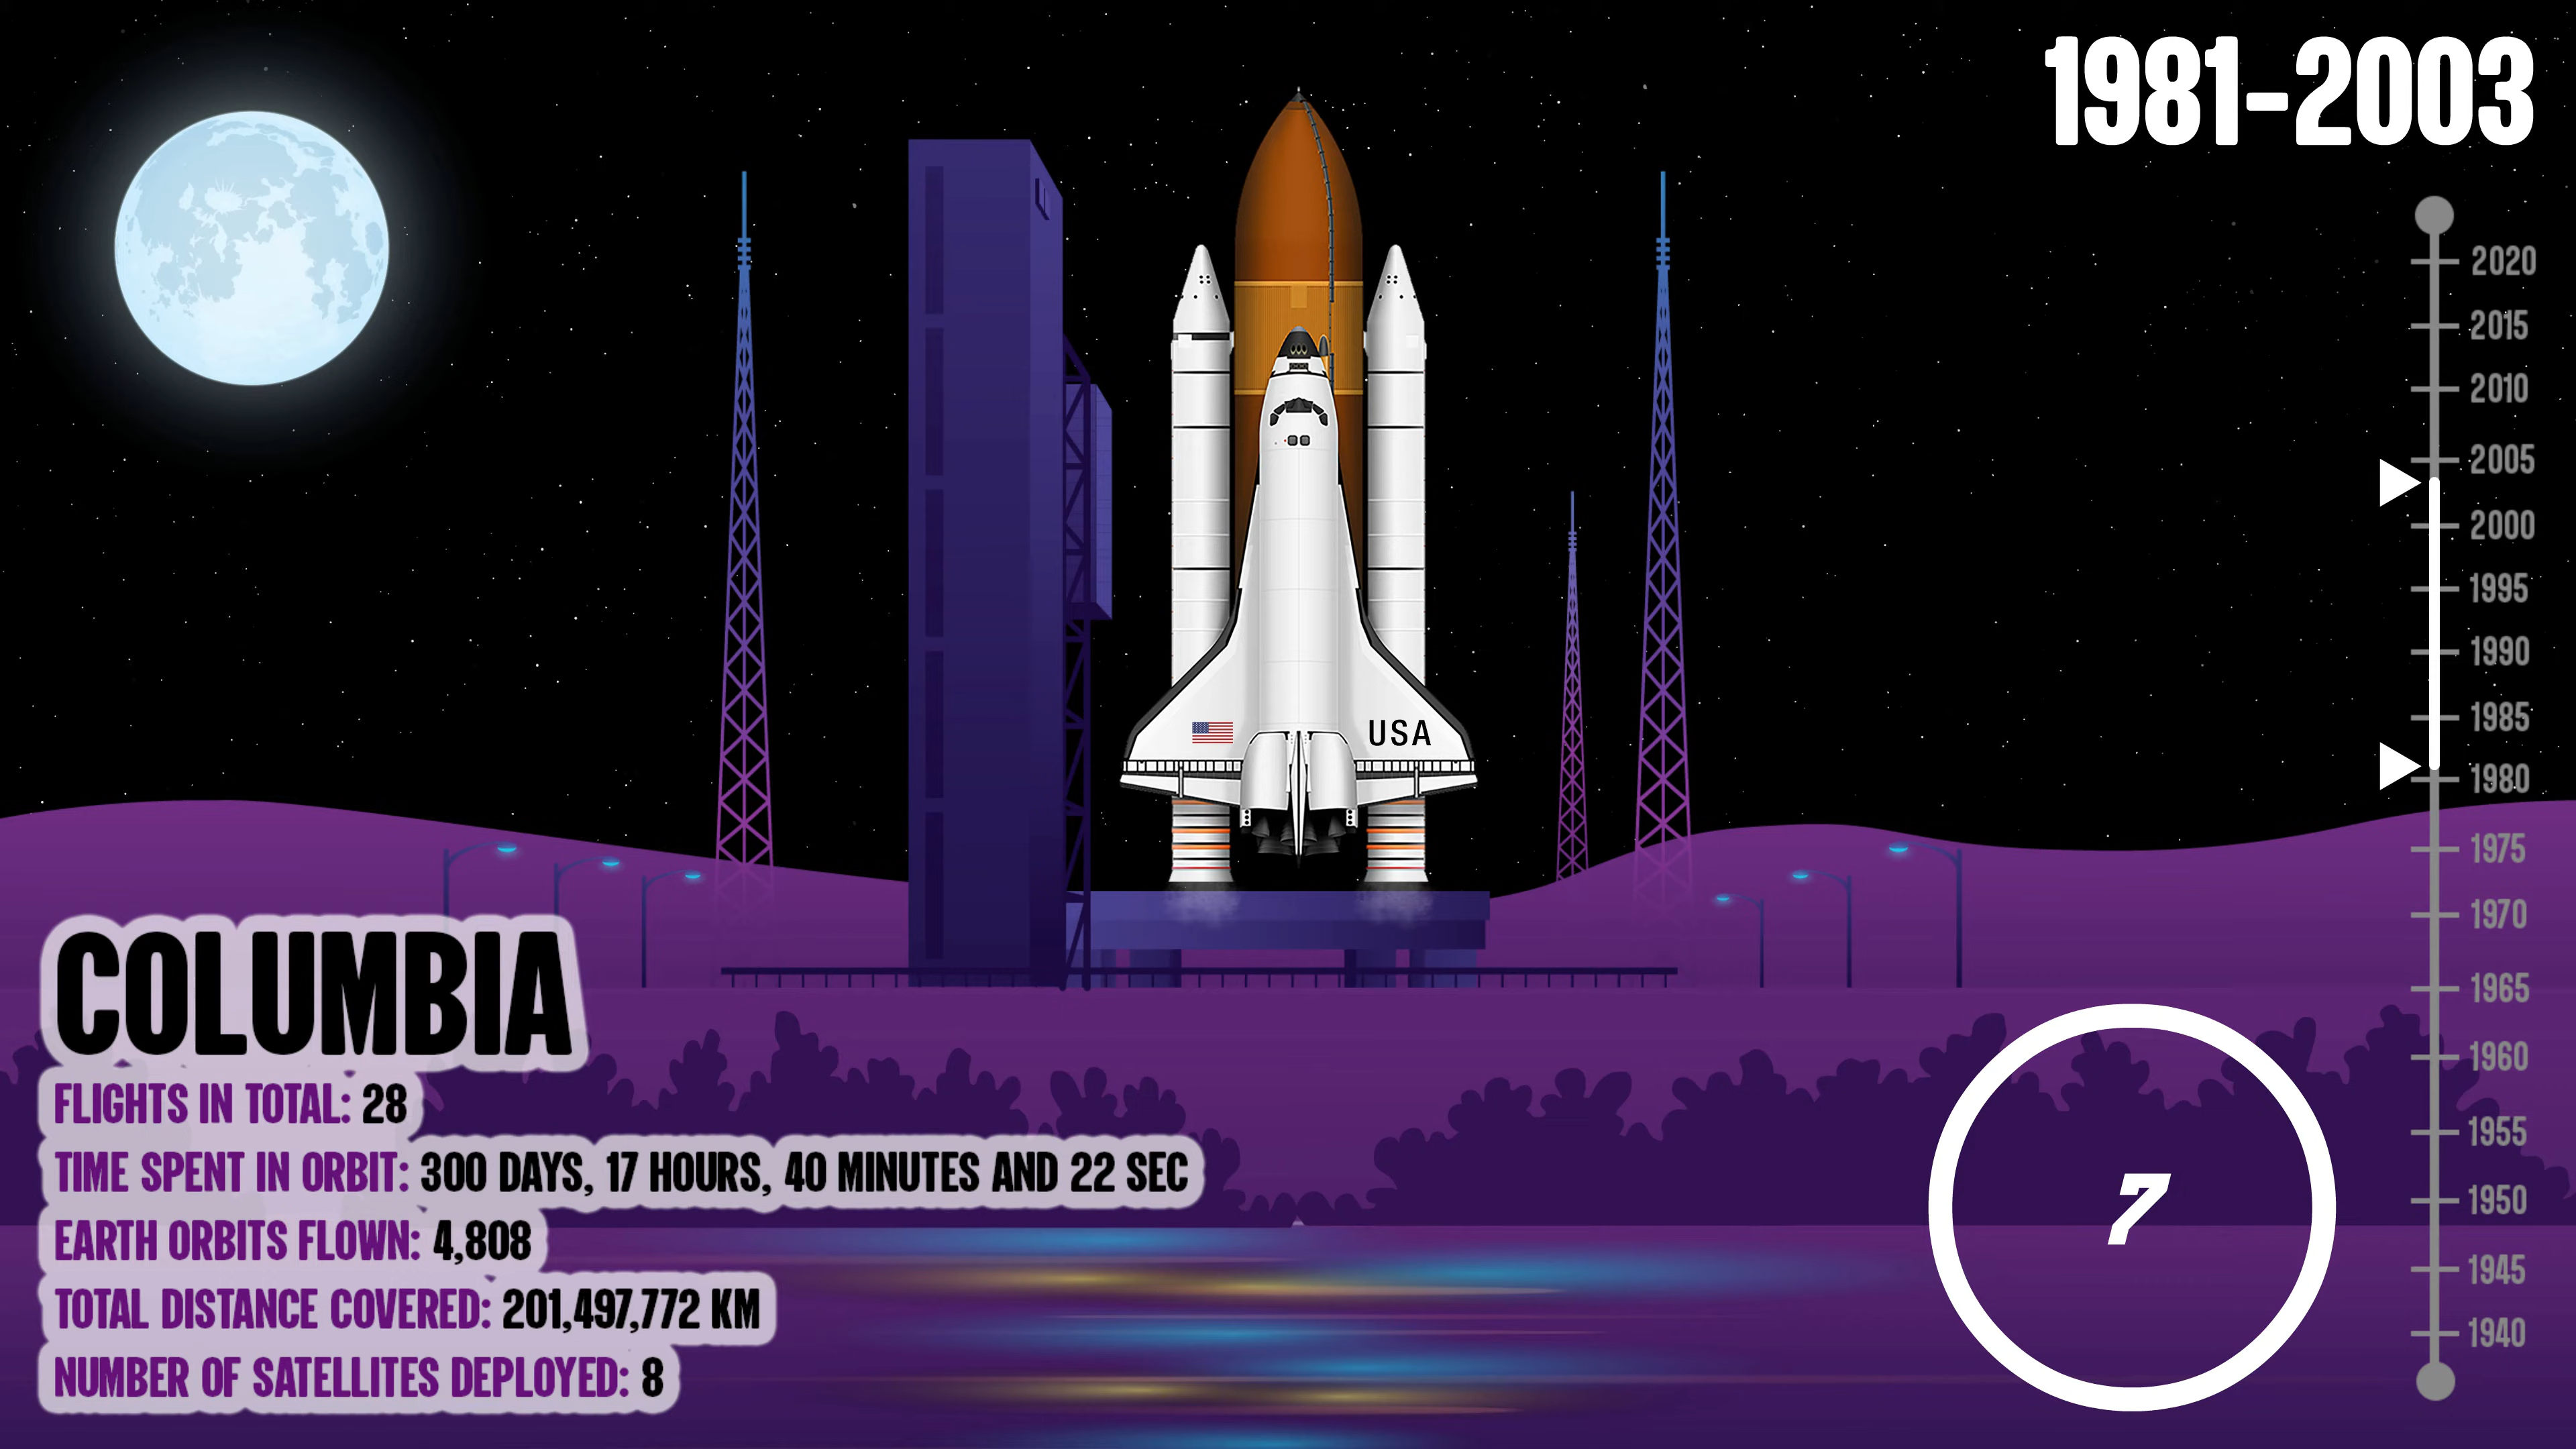 1981-2003
2020
2015
2010
2005
2000
1995
1990
1985
1980
1975
1970
1965
1960
1955
1950
1945
1940
USA
COLUMBIA
FLIGHTS IN TOTAL: 28
TIME SPENT IN ORBIT: 300 DAYS, 17 HOURS, 40 MINUTES AND 22 SEC
EARTH ORBITS FLOWN: 4,808
TOTAL DISTANCE COVERED: 201,497,772 KM
NUMBER OF SATELLITES DEPLOYED: 8
7